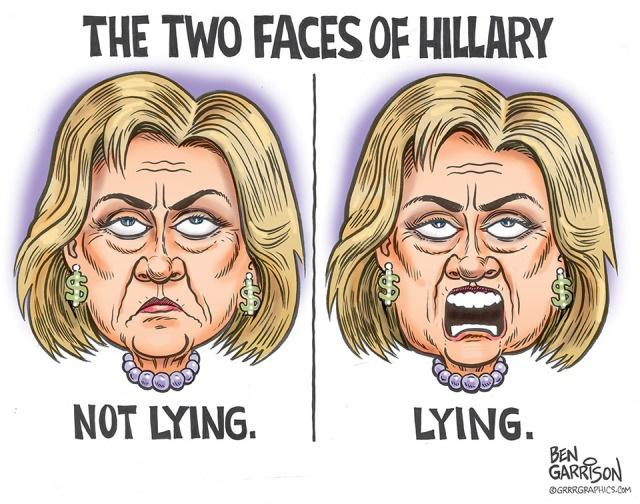 THE TWO FACES OF HILLARY
$ $ $ $
NOT LYING. LYING.
BEN
GARRISON
©GRRRGRAPHICS.COM